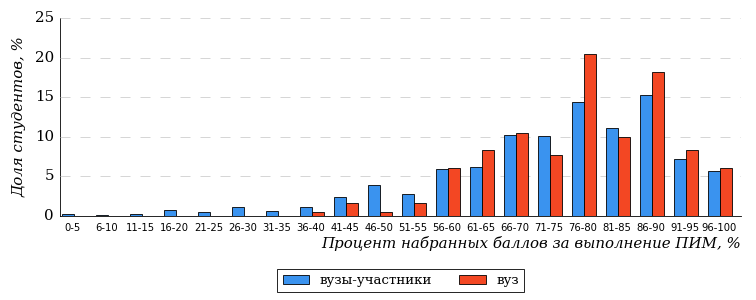 25
20
15
10
5
0
Доля студентов, %
0-5 6-10 11-15 16-20 21-25 26-30 31-35 36-40 41-45 46-50 51-55 56-60 61-65 66-70 71-75 76-80 81-85 86-90 91-95 96-100
Процент набранных баллов за выполнение ПИМ, %
вузы-участники вуз